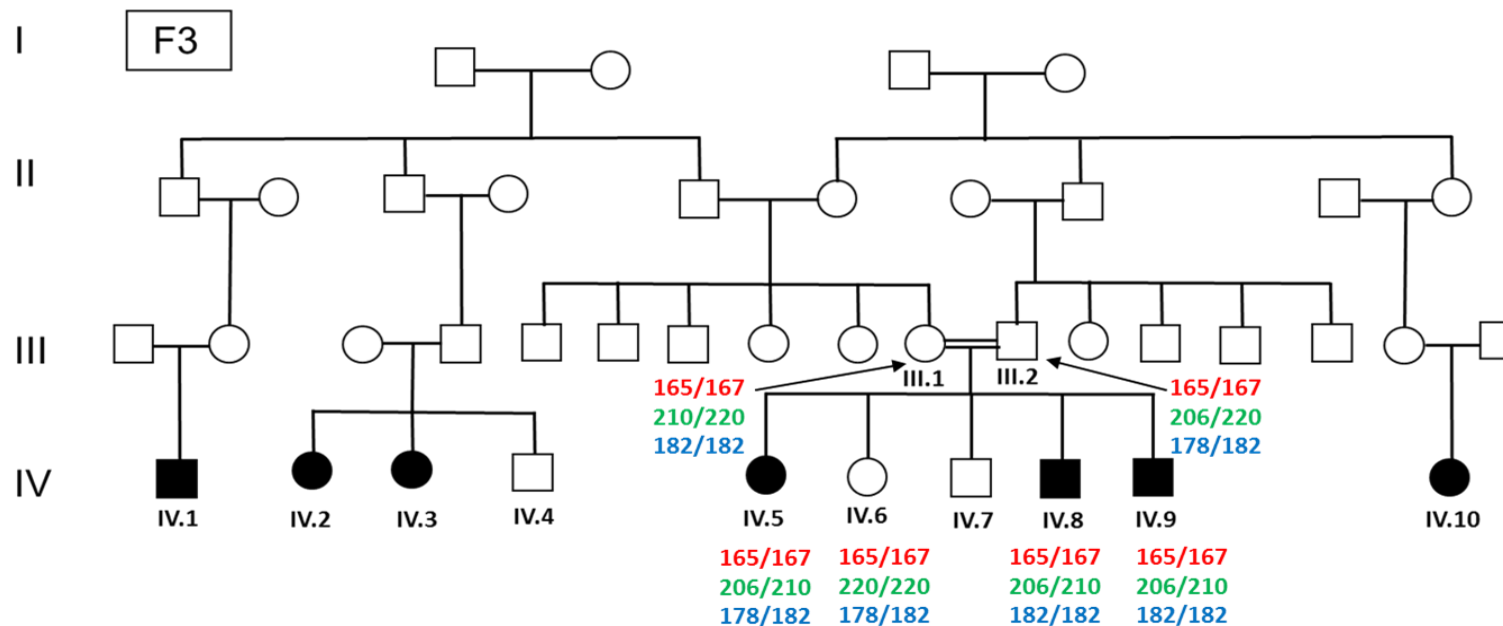 I
F3
II
III
III.1
III.2
165/167
210/220
182/182
165/167
206/220
178/182
IV
IV.1
IV.2
IV.3
IV.4
IV.5
IV.6
IV.7
IV.8
IV.9
IV.10
165/167 165/167 165/167 165/167
206/210 220/220 206/210 206/210
178/182 178/182 182/182 182/182